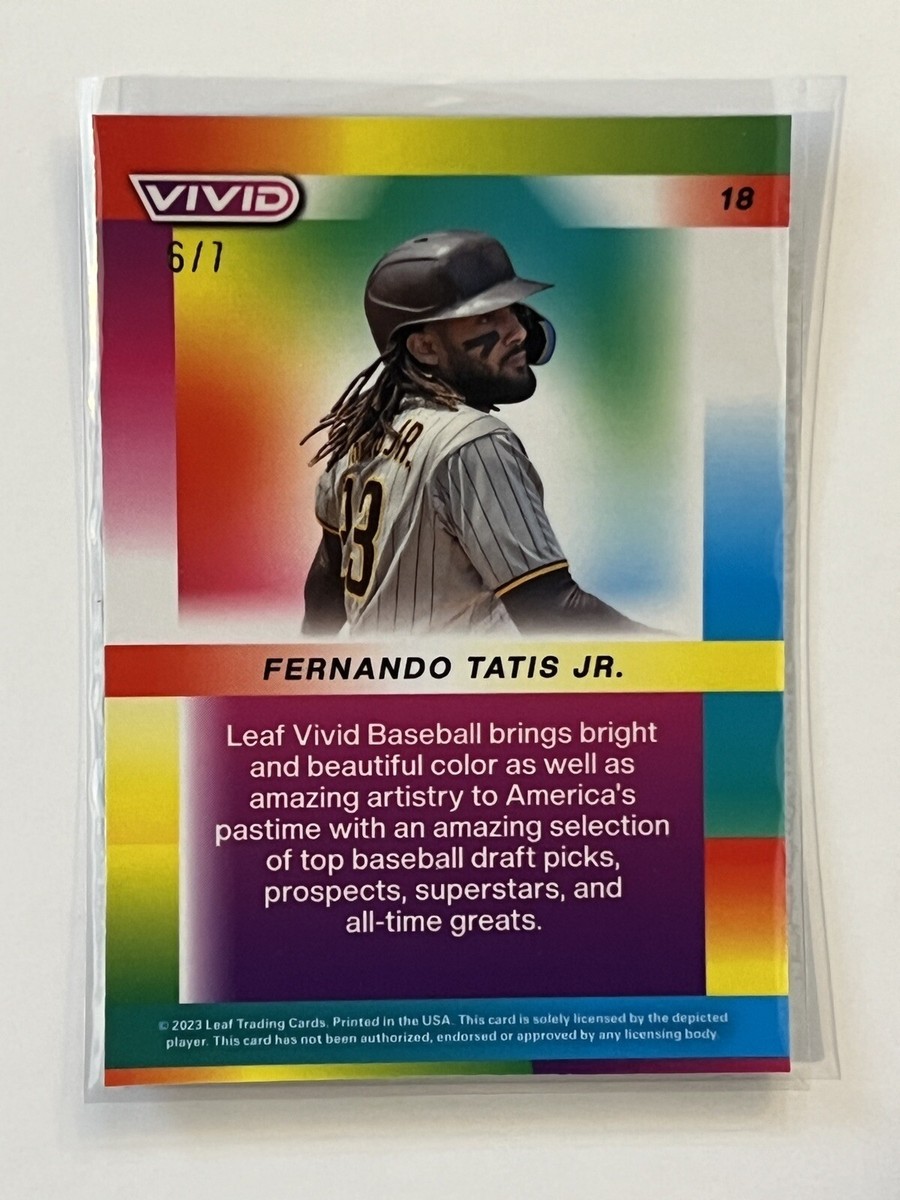 VIVID
18
6/7
JR.
23
FERNANDO TATIS JR.
Leaf Vivid Baseball brings bright
and beautiful color as well as
amazing artistry to America's
pastime with an amazing selection
of top baseball draft picks,
prospects, superstars, and
all-time greats.
© 2023 Leaf Trading Cards. Printed in the USA. This card is solely licensed by the depicted
player. This card has not been authorized, endorsed or approved by any licensing body.